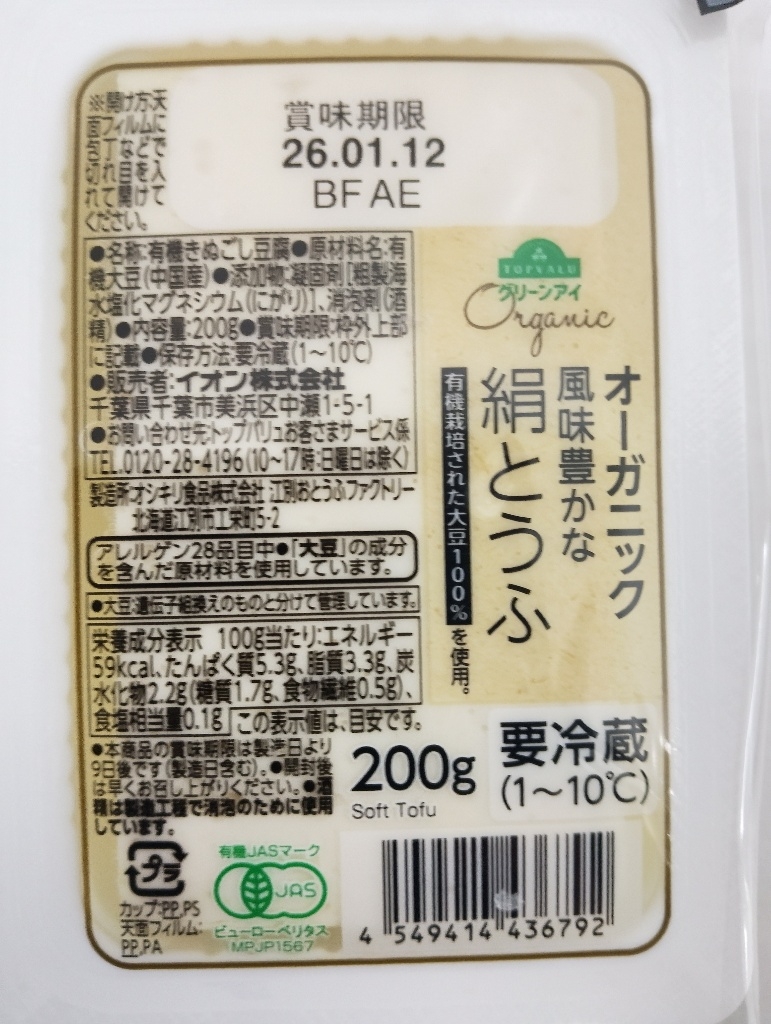 ※開け方:天
面フィルムに
包丁などで
切れ目を入
れて開けて
ください。
賞味期限
26.01.12
BFAE
●名称:有機きぬごし豆腐●原材料名:有
機大豆(中国産)●添加物:凝固剤[粗製海
水塩化マグネシウム(にがり)]、消泡剤(酒
精)●内容量:200g●賞味期限:枠外上部
に記載●保存方法:要冷蔵(1～10℃)
●販売者:イオン株式会社
千葉県千葉市美浜区中瀬1-5-1
●お問い合わせ先:トップバリュお客さまサービス係
TEL.0120-28-4196(10～17時:日曜日は除く)
製造所:オシキリ食品株式会社 江別おとうふファクトリー
北海道江別市工栄町5-2
アレルゲン28品目中●「大豆」の成分
を含んだ原材料を使用しています。
●大豆:遺伝子組換えのものと分けて管理しています。
栄養成分表示 100g当たり:エネルギー
59kcal、たんぱく質5.3g、脂質3.3g、炭
水化物2.2g(糖質1.7g、食物繊維0.5g)、
食塩相当量0.1g この表示値は、目安です。
●本商品の賞味期限は製造日より
9日後です(製造日含む)。●開封後
は早くお召し上がりください。●酒
精は製造工程で消泡のために使用
しています。
TOPVALU
グリーンアイ
Organic
オーガニック
風味豊かな
絹とうふ
有機栽培された大豆100%を使用。
200g
Soft Tofu
要冷蔵
(1～10℃)
プラ
カップ:PP,PS
天面フィルム:
PP,PA
有機JASマーク
JAS
ビューローベリタス
MPJP1567
4 549414 436792